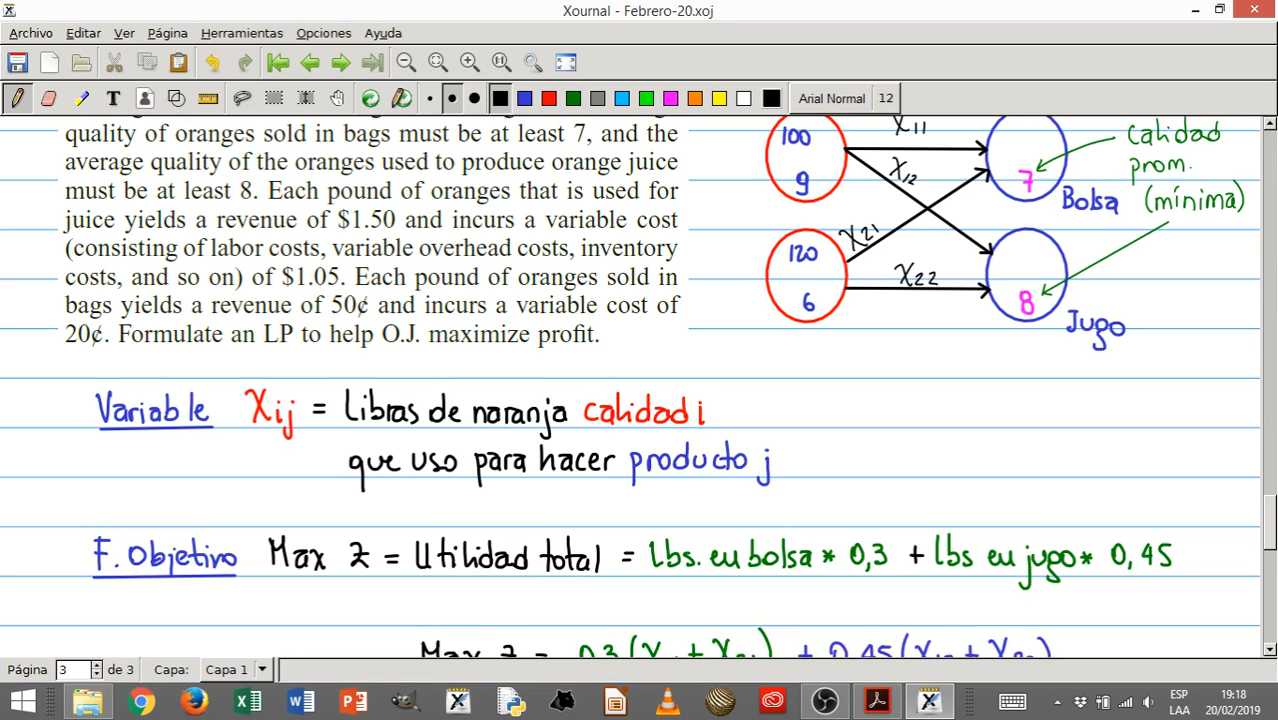 Xournal - Febrero-20.xoj
Archivo Editar Ver Página Herramientas Opciones Ayuda
Arial Normal 12
quality of oranges sold in bags must be at least 7, and the
average quality of the oranges used to produce orange juice
must be at least 8. Each pound of oranges that is used for
juice yields a revenue of $1.50 and incurs a variable cost
(consisting of labor costs, variable overhead costs, inventory
costs, and so on) of $1.05. Each pound of oranges sold in
bags yields a revenue of 50¢ and incurs a variable cost of
20¢. Formulate an LP to help O.J. maximize profit.
100
9
X11
X12
7
Bolsa
calidad
prom.
(mínima)
120
6
X21
X22
8
Jugo
Variable Xij = Libras de naranja calidad i
que uso para hacer producto j
F. Objetivo Max Z = Utilidad total = Lbs. en bolsa * 0,3 + lbs en jugo * 0,45
Max Z = 0,3(X + X ) + 0,45(X + X )
Página 3 de 3 Capa: Capa 1
ESP
LAA
19:18
20/02/2019